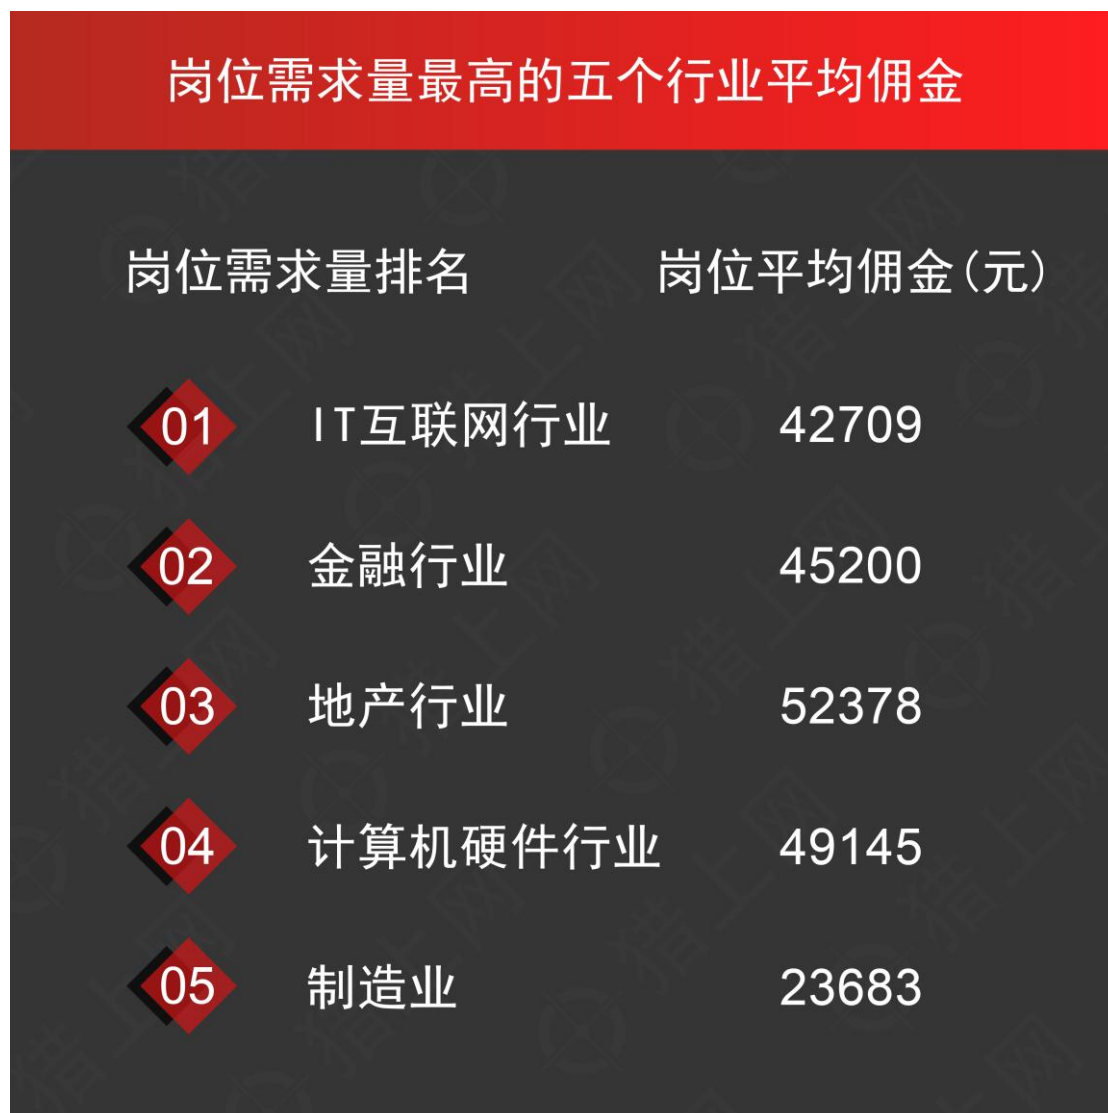 岗位需求量最高的五个行业平均佣金
岗位需求量排名 岗位平均佣金(元)
01 IT互联网行业 42709
02 金融行业 45200
03 地产行业 52378
04 计算机硬件行业 49145
05 制造业 23683
猎上网